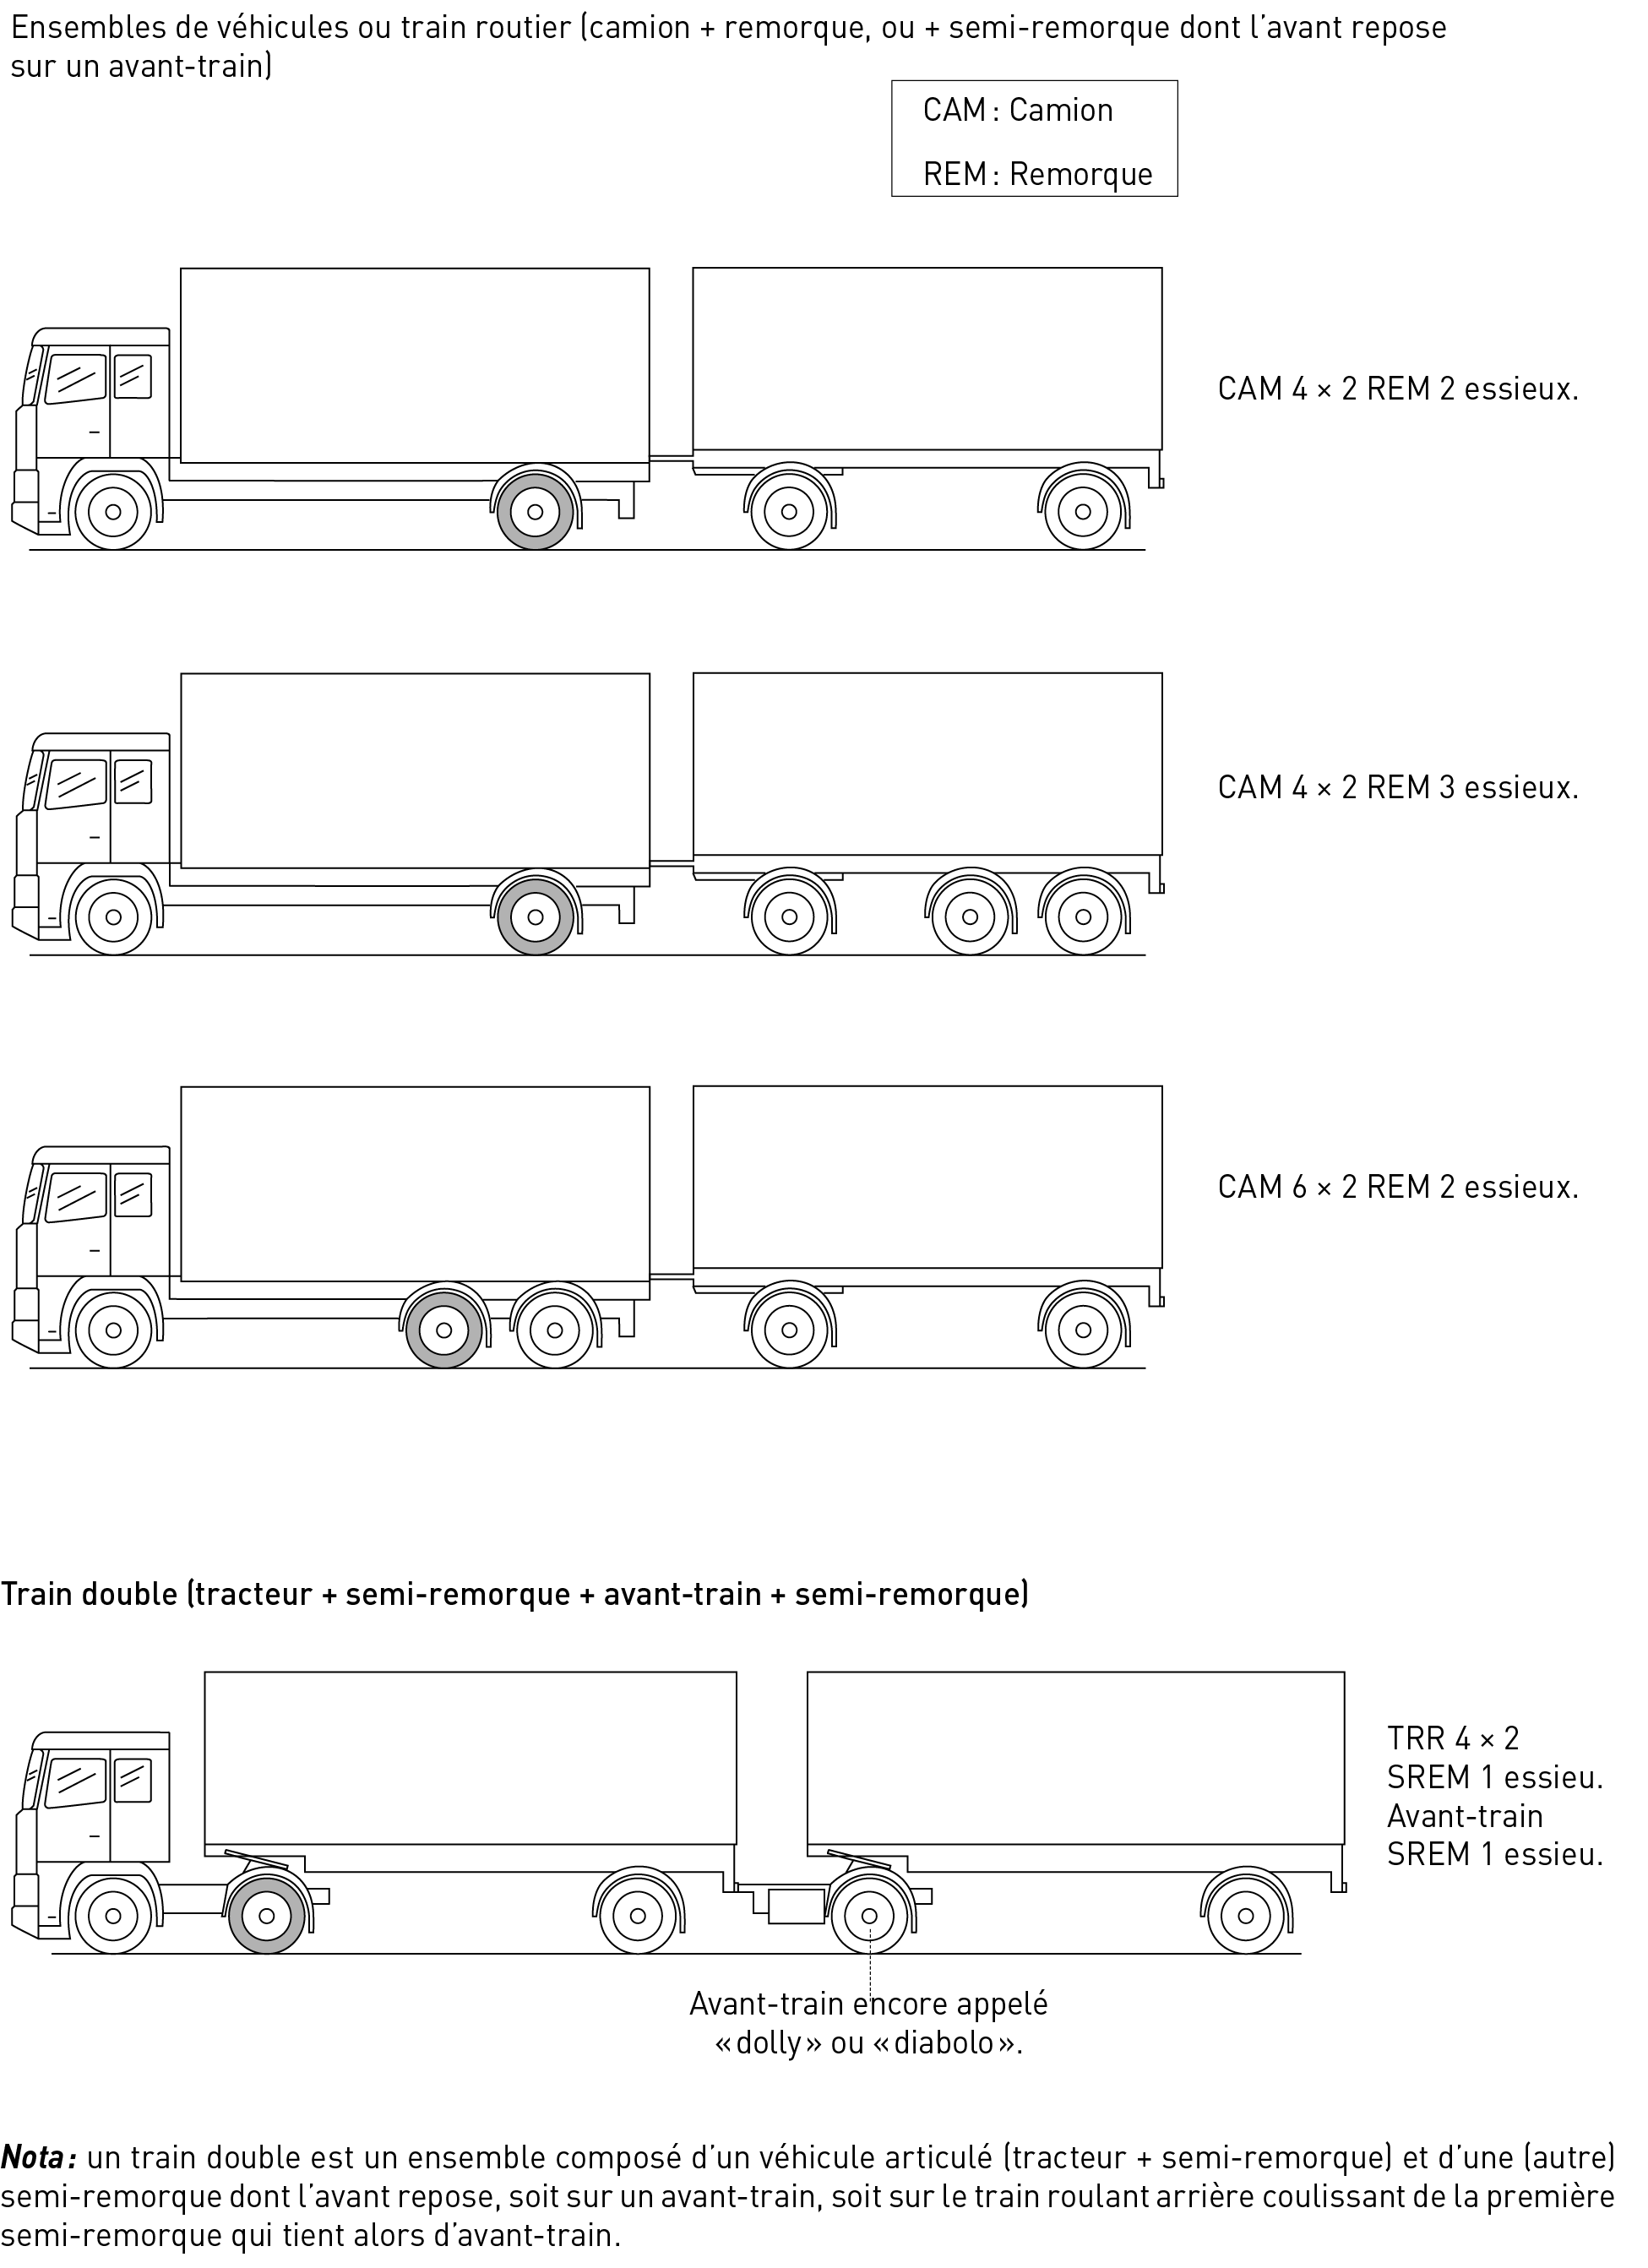 Ensembles de véhicules ou train routier (camion + remorque, ou + semi-remorque dont l’avant repose
sur un avant-train)
CAM : Camion
REM : Remorque
CAM 4 × 2 REM 2 essieux.
CAM 4 × 2 REM 3 essieux.
CAM 6 × 2 REM 2 essieux.
Train double (tracteur + semi-remorque + avant-train + semi-remorque)
TRR 4 × 2
SREM 1 essieu.
Avant-train
SREM 1 essieu.
Avant-train encore appelé
« dolly » ou « diabolo ».
Nota : un train double est un ensemble composé d’un véhicule articulé (tracteur + semi-remorque) et d’une (autre)
semi-remorque dont l’avant repose, soit sur un avant-train, soit sur le train roulant arrière coulissant de la première
semi-remorque qui tient alors d’avant-train.